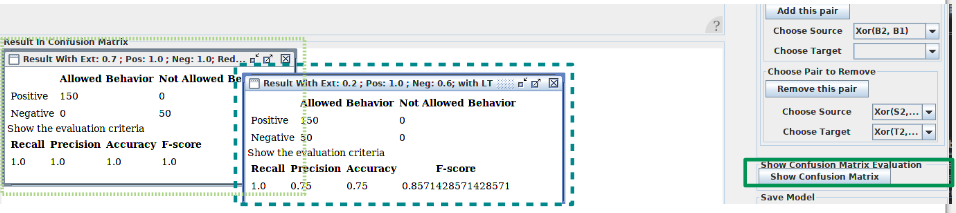 Add this pair
?
Choose Source Xor(B2, B1)
Choose Target
Result In Confusion Matrix
Result With Ext: 0.7 ; Pos: 1.0 ; Neg: 1.0; Red...
Allowed Behavior Not Allowed Be
Positive 150 0
Negative 0 50
Show the evaluation criteria
Recall Precision Accuracy F-score
1.0 1.0 1.0 1.0
Result With Ext: 0.2 ; Pos: 1.0 ; Neg: 0.6; with LT
Allowed Behavior Not Allowed Behavior
Positive 150 0
Negative 50 0
Show the evaluation criteria
Recall Precision Accuracy F-score
1.0 0.75 0.75 0.8571428571428571
Choose Pair to Remove
Remove this pair
Choose Source Xor(S2,...
Choose Target Xor(T2,...
Show Confusion Matrix Evaluation
Show Confusion Matrix
Save Model